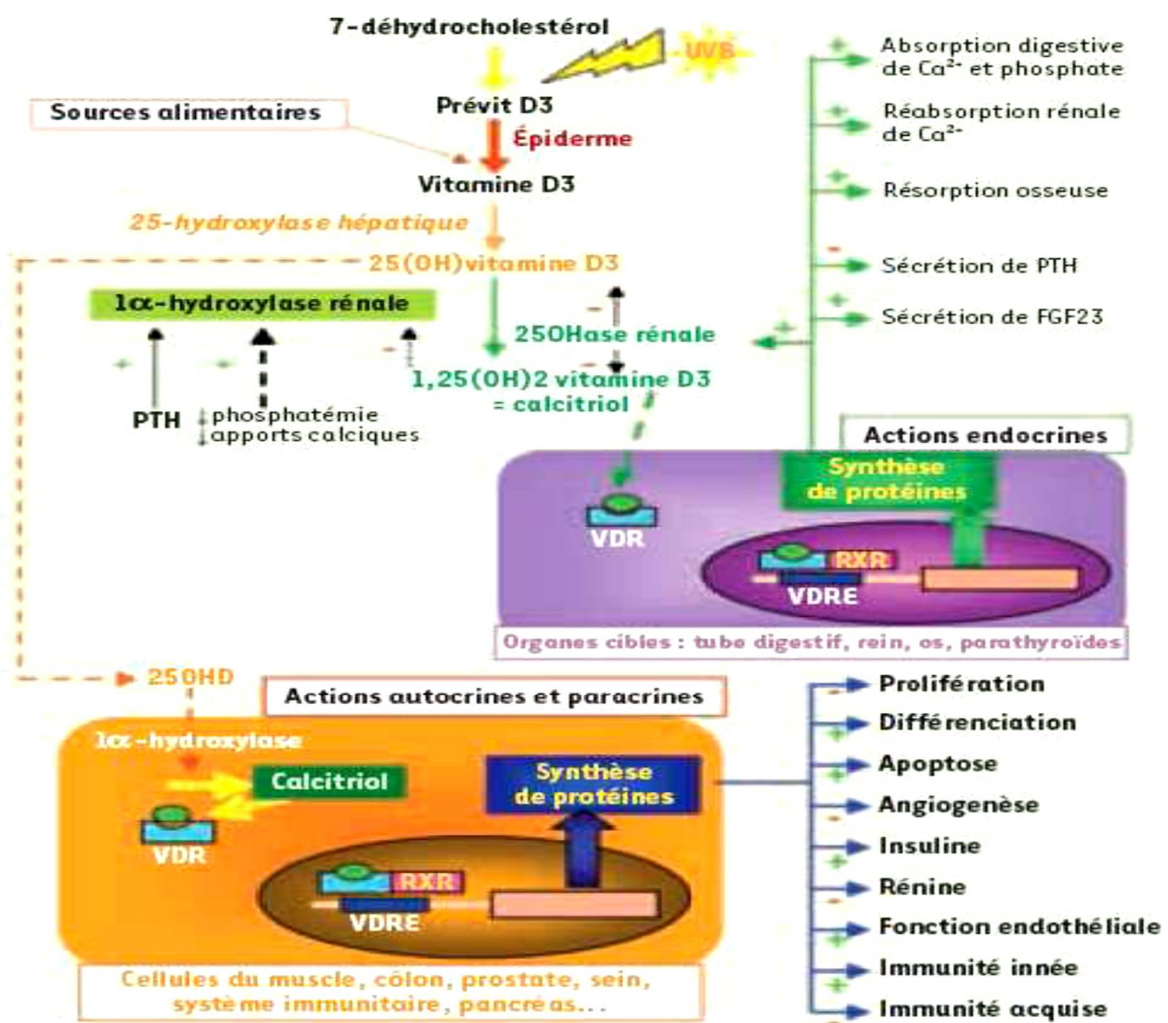 7-déhydrocholestérol
UVB
Prévit D3
Sources alimentaires
Épiderme
Vitamine D3
25-hydroxylase hépatique
25(OH)vitamine D3
1α-hydroxylase rénale
25OHase rénale
1,25(OH)2 vitamine D3
= calcitriol
+
+
-
-
-
PTH
↓phosphatémie
↓apports calciques
+
Absorption digestive
de Ca²⁻ et phosphate
+
Réabsorption rénale
de Ca²⁻
+
Résorption osseuse
-
Sécrétion de PTH
+
Sécrétion de FGF23
+
Actions endocrines
Synthèse
de protéines
VDR
RXR
VDRE
Organes cibles : tube digestif, rein, os, parathyroïdes
25OHD
Actions autocrines et paracrines
1α-hydroxylase
Calcitriol
Synthèse
de protéines
VDR
RXR
VDRE
Cellules du muscle, côlon, prostate, sein,
système immunitaire, pancréas...
Prolifération
-
Différenciation
+
Apoptose
+
Angiogenèse
-
Insuline
+
Rénine
-
Fonction endothéliale
+
Immunité innée
+
Immunité acquise
-